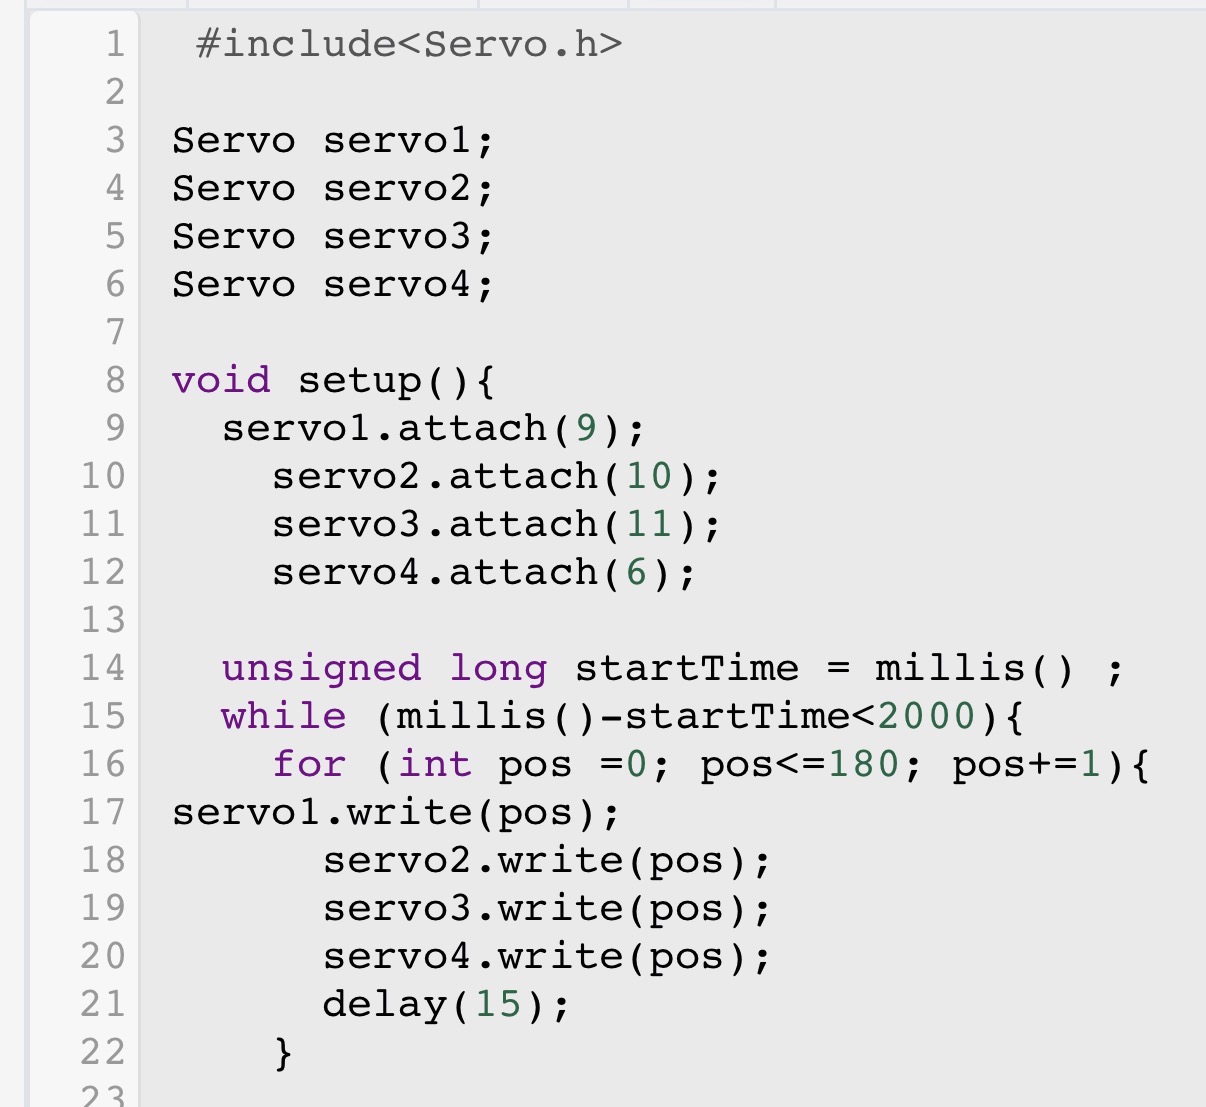 1 #include<Servo.h>
2
3 Servo servo1;
4 Servo servo2;
5 Servo servo3;
6 Servo servo4;
7
8 void setup(){
9 servo1.attach(9);
10 servo2.attach(10);
11 servo3.attach(11);
12 servo4.attach(6);
13
14 unsigned long startTime = millis() ;
15 while (millis()-startTime<2000){
16 for (int pos =0; pos<=180; pos+=1){
17 servo1.write(pos);
18 servo2.write(pos);
19 servo3.write(pos);
20 servo4.write(pos);
21 delay(15);
22 }
23